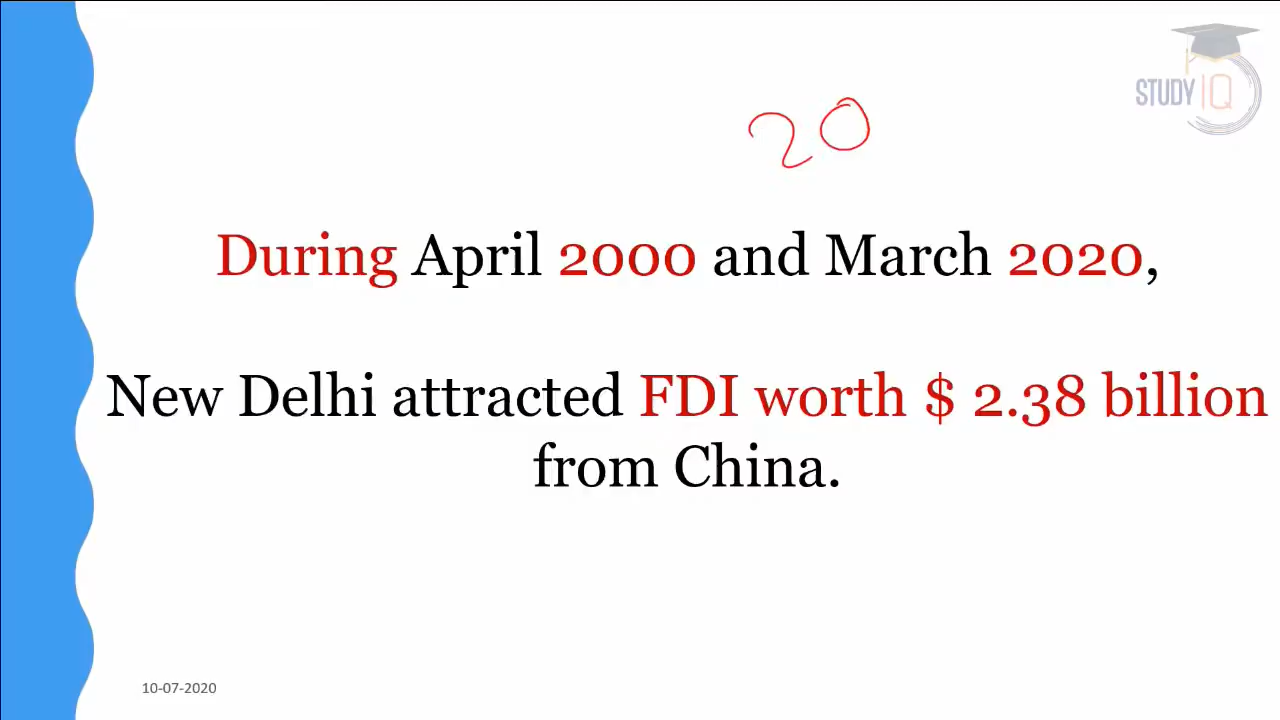 STUDY IQ
20
During April 2000 and March 2020,
New Delhi attracted FDI worth $ 2.38 billion
from China.
10-07-2020